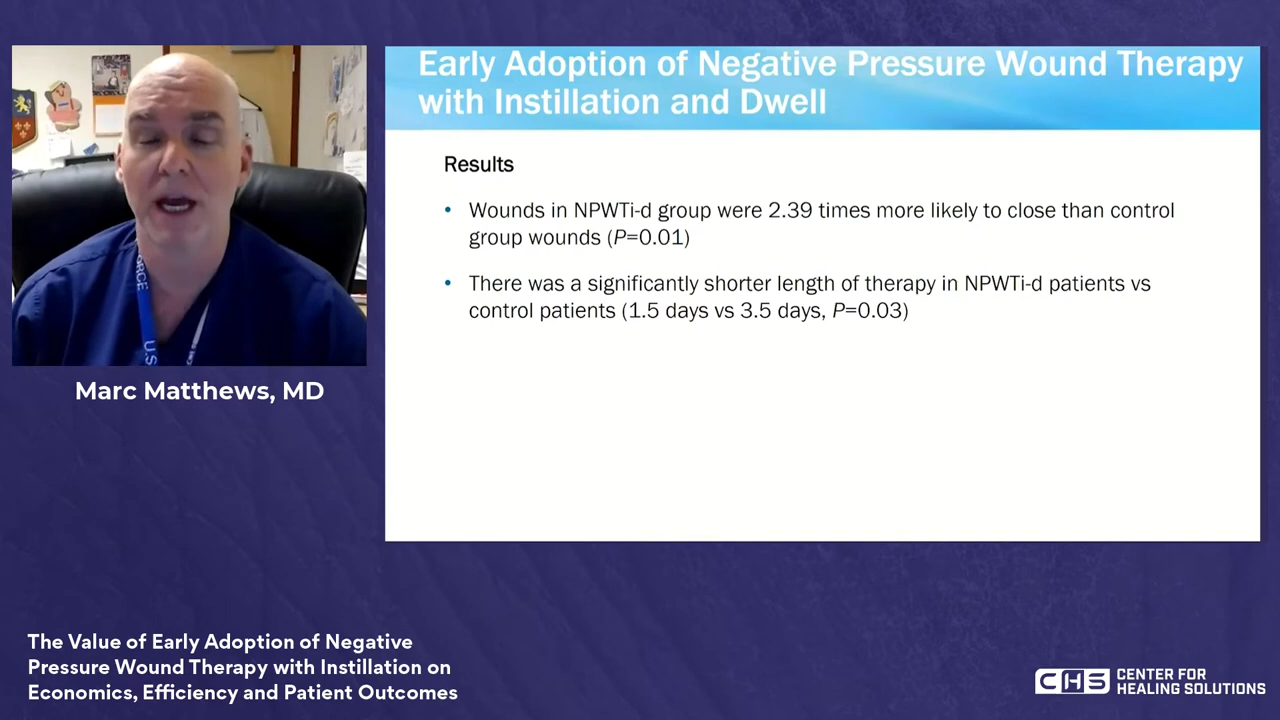 Early Adoption of Negative Pressure Wound Therapy
with Instillation and Dwell
Results
• Wounds in NPWTi-d group were 2.39 times more likely to close than control
group wounds (P=0.01)
• There was a significantly shorter length of therapy in NPWTi-d patients vs
control patients (1.5 days vs 3.5 days, P=0.03)
Marc Matthews, MD
The Value of Early Adoption of Negative
Pressure Wound Therapy with Instillation on
Economics, Efficiency and Patient Outcomes
CHS CENTER FOR
HEALING SOLUTIONS
U.S.